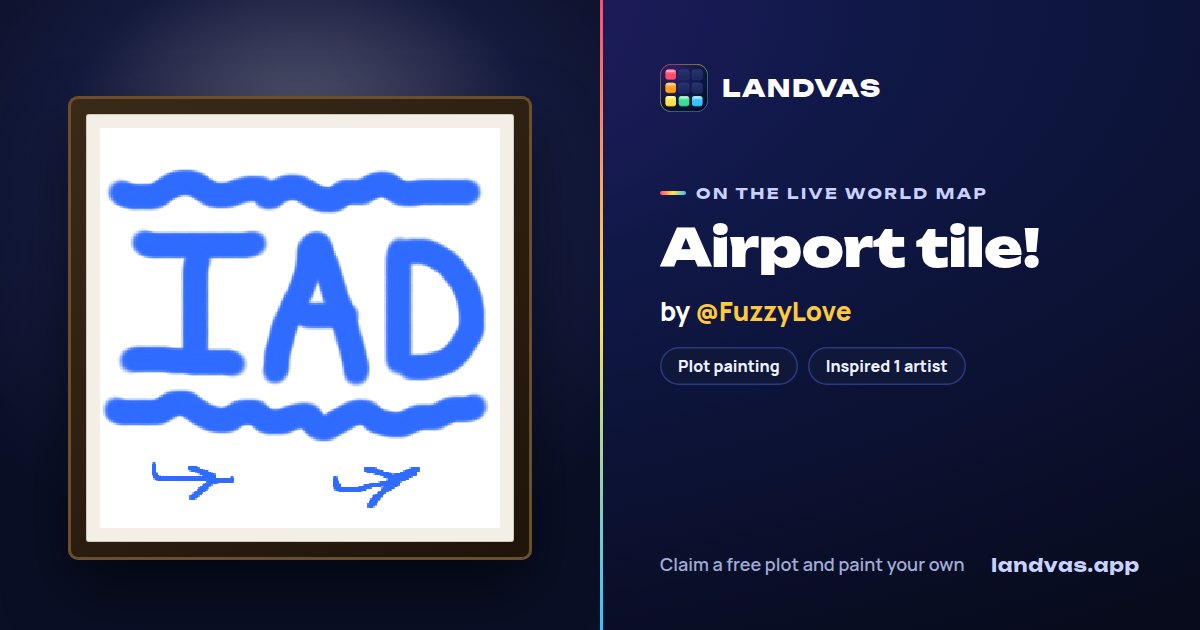 IAD
LANDVAS
ON THE LIVE WORLD MAP
Airport tile!
by @FuzzyLove
Plot painting
Inspired 1 artist
Claim a free plot and paint your own
landvas.app